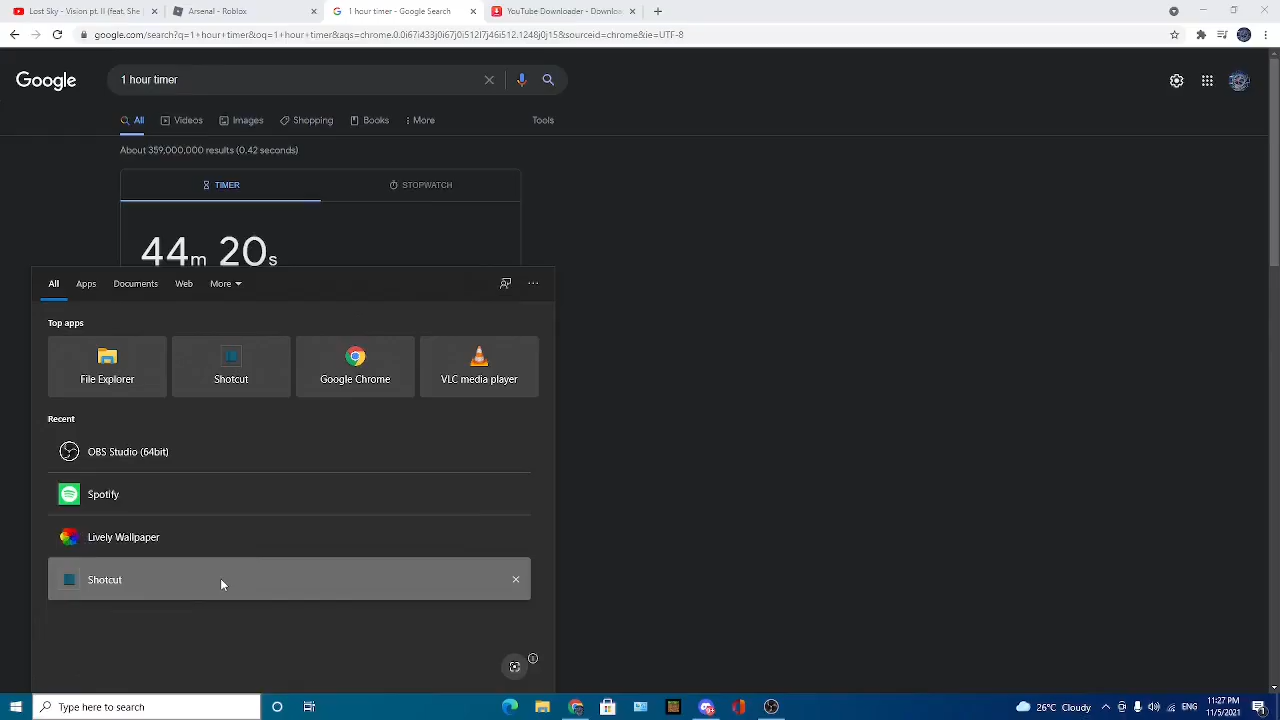 Lost Sky - Vision pt. II (feat. She
Arsenal - Roblox
1 hour timer - Google Search
YouTube Downloader - Downloa
google.com/search?q=1+hour+timer&oq=1+hour+timer&aqs=chrome.0.0i67i433j0i67j0i512l7j46i512.1248j0j15&sourceid=chrome&ie=UTF-8
Google
1 hour timer
All
Videos
Images
Shopping
Books
More
Tools
About 359,000,000 results (0.42 seconds)
TIMER
STOPWATCH
44m 20s
All
Apps
Documents
Web
More
Top apps
File Explorer
Shotcut
Google Chrome
VLC media player
Recent
OBS Studio (64bit)
Spotify
Lively Wallpaper
Shotcut
Type here to search
26°C Cloudy
ENG
11:27 PM
11/5/2021